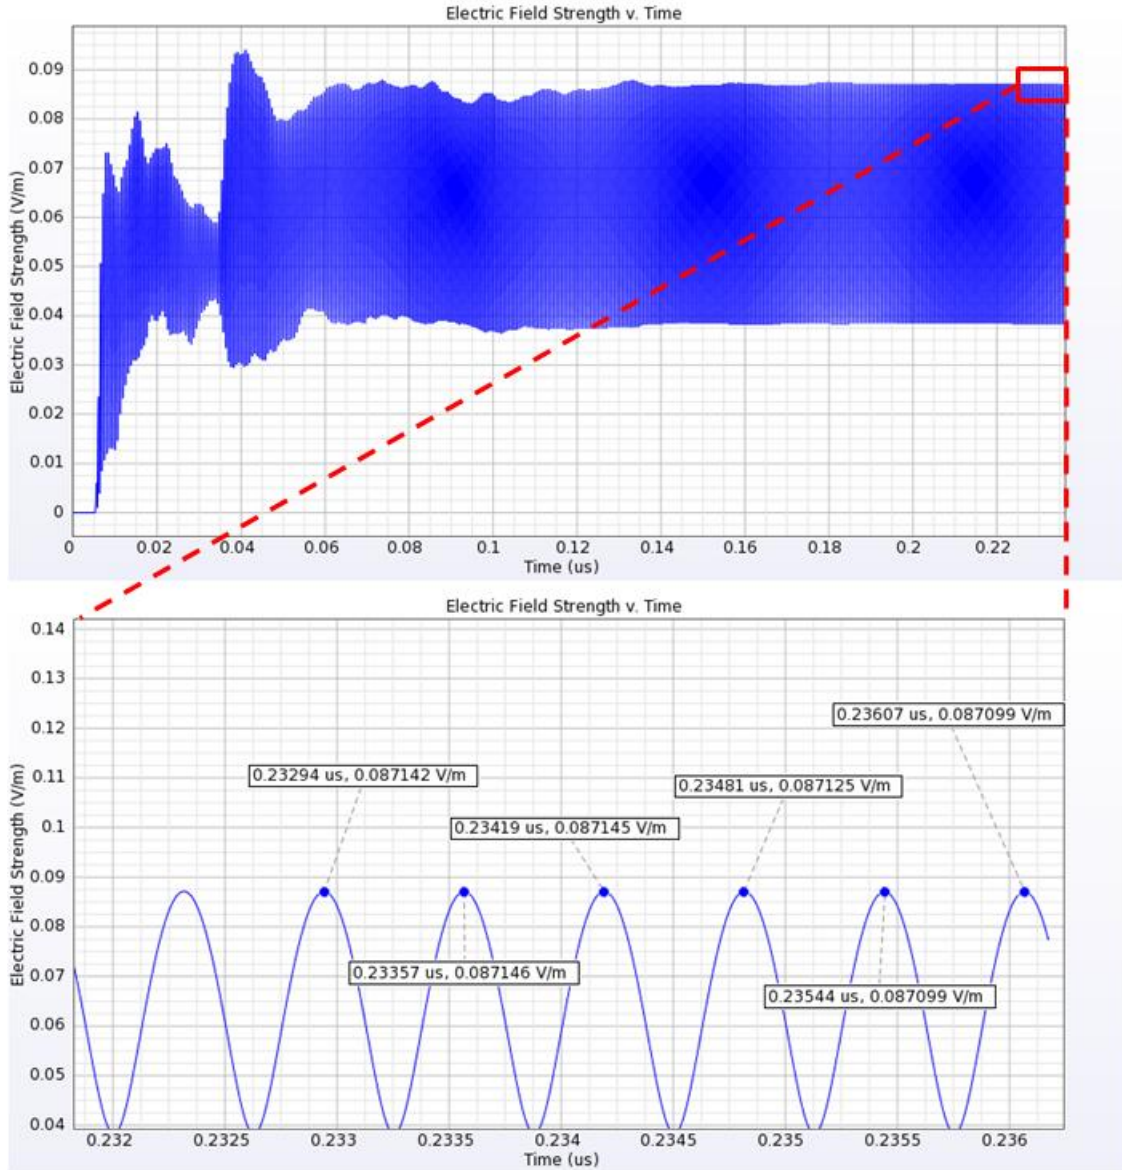 Electric Field Strength v. Time
0.09
0.08
0.07
0.06
0.05
0.04
0.03
0.02
0.01
0
Electric Field Strength (V/m)
0 0.02 0.04 0.06 0.08 0.1 0.12 0.14 0.16 0.18 0.2 0.22
Time (us)
Electric Field Strength v. Time
0.14
0.13
0.12
0.11
0.1
0.09
0.08
0.07
0.06
0.05
0.04
Electric Field Strength (V/m)
0.23607 us, 0.087099 V/m
0.23294 us, 0.087142 V/m
0.23481 us, 0.087125 V/m
0.23419 us, 0.087145 V/m
0.23357 us, 0.087146 V/m
0.23544 us, 0.087099 V/m
0.232 0.2325 0.233 0.2335 0.234 0.2345 0.235 0.2355 0.236
Time (us)